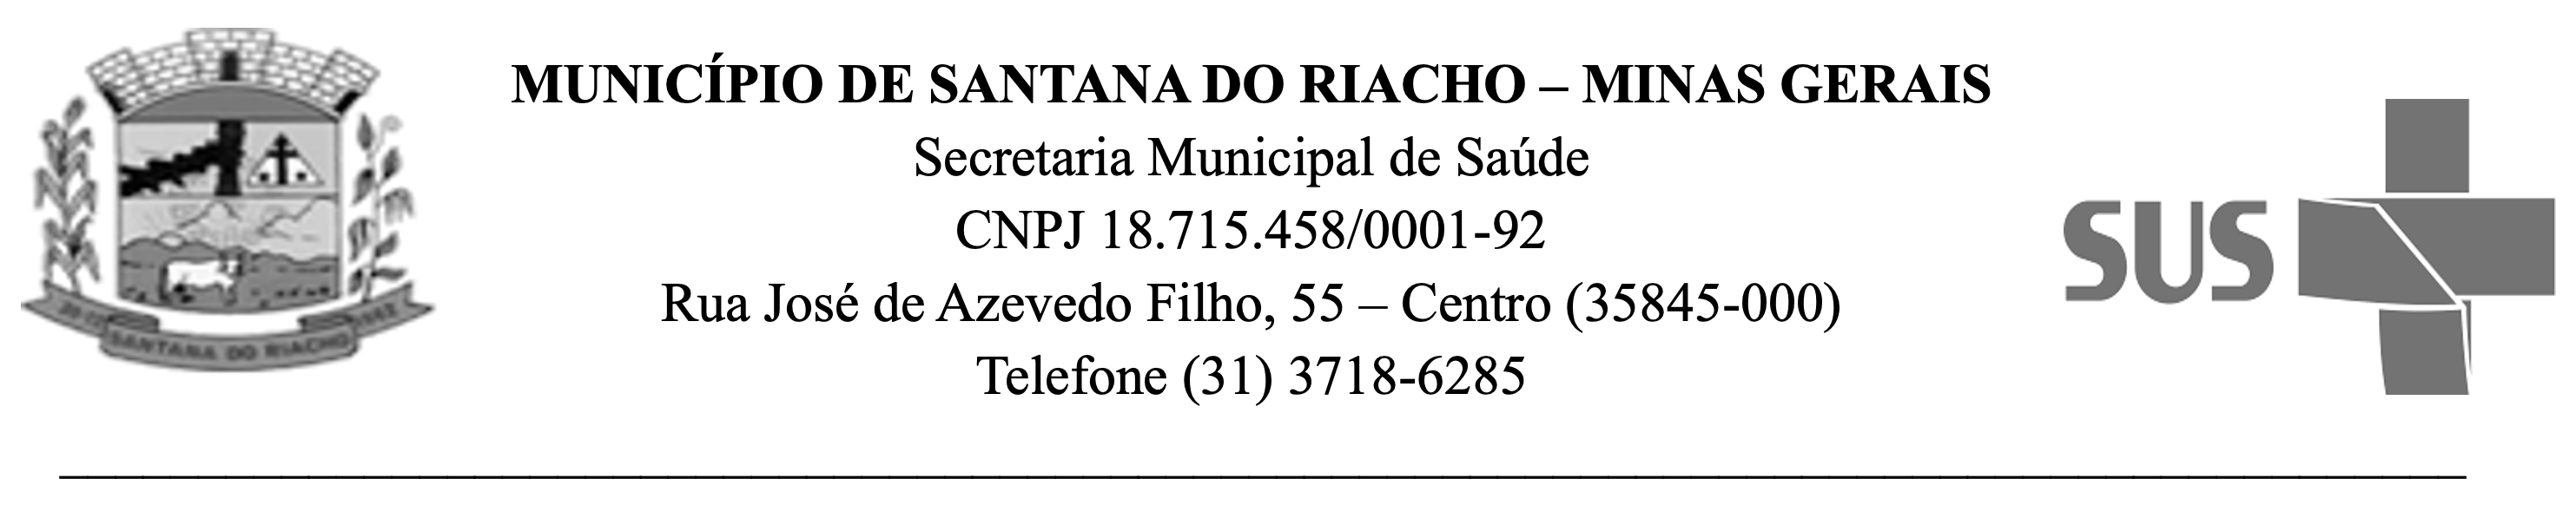 MUNICÍPIO DE SANTANA DO RIACHO – MINAS GERAIS
Secretaria Municipal de Saúde
CNPJ 18.715.458/0001-92
Rua José de Azevedo Filho, 55 – Centro (35845-000)
Telefone (31) 3718-6285
SANTANA DO RIACHO
SUS